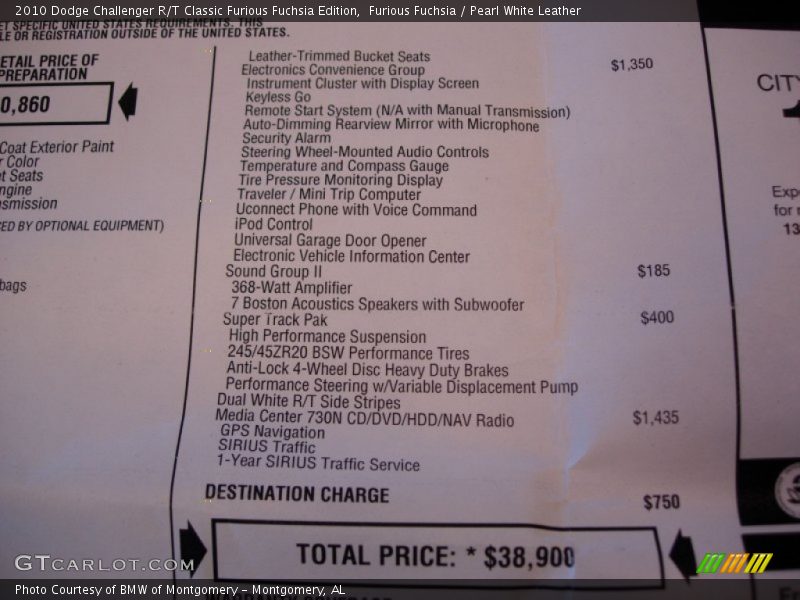 2010 Dodge Challenger R/T Classic Furious Fuchsia Edition, Furious Fuchsia / Pearl White Leather
ET SPECIFIC UNITED STATES REQUIREMENTS. THIS
LE OR REGISTRATION OUTSIDE OF THE UNITED STATES.
ETAIL PRICE OF
PREPARATION
0,860
Coat Exterior Paint
r Color
et Seats
ngine
nsmission
CED BY OPTIONAL EQUIPMENT)
bags
Leather-Trimmed Bucket Seats
Electronics Convenience Group $1,350
Instrument Cluster with Display Screen
Keyless Go
Remote Start System (N/A with Manual Transmission)
Auto-Dimming Rearview Mirror with Microphone
Security Alarm
Steering Wheel-Mounted Audio Controls
Temperature and Compass Gauge
Tire Pressure Monitoring Display
Traveler / Mini Trip Computer
Uconnect Phone with Voice Command
iPod Control
Universal Garage Door Opener
Electronic Vehicle Information Center
Sound Group II $185
368-Watt Amplifier
7 Boston Acoustics Speakers with Subwoofer
Super Track Pak $400
High Performance Suspension
245/45ZR20 BSW Performance Tires
Anti-Lock 4-Wheel Disc Heavy Duty Brakes
Performance Steering w/Variable Displacement Pump
Dual White R/T Side Stripes
Media Center 730N CD/DVD/HDD/NAV Radio $1,435
GPS Navigation
SIRIUS Traffic
1-Year SIRIUS Traffic Service
DESTINATION CHARGE $750
TOTAL PRICE: * $38,900
CITY
Exp
for
13
GTCARLOT.COM
Photo Courtesy of BMW of Montgomery – Montgomery, AL